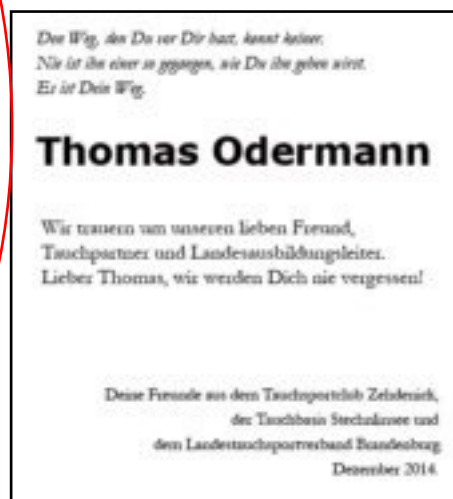 Den Weg, den Du vor Dir hast, kennt keiner.
Nie ist ihn einer so gegangen, wie Du ihn gehen wirst.
Es ist Dein Weg.
Thomas Odermann
Wir trauern um unseren lieben Freund,
Tauchpartner und Landesausbildungsleiter.
Lieber Thomas, wir werden Dich nie vergessen!
Deine Freunde aus dem Tauchsportclub Zehdenick,
der Tauchbasis Stechlinsee und
dem Landestauchsportverband Brandenburg
Dezember 2014.